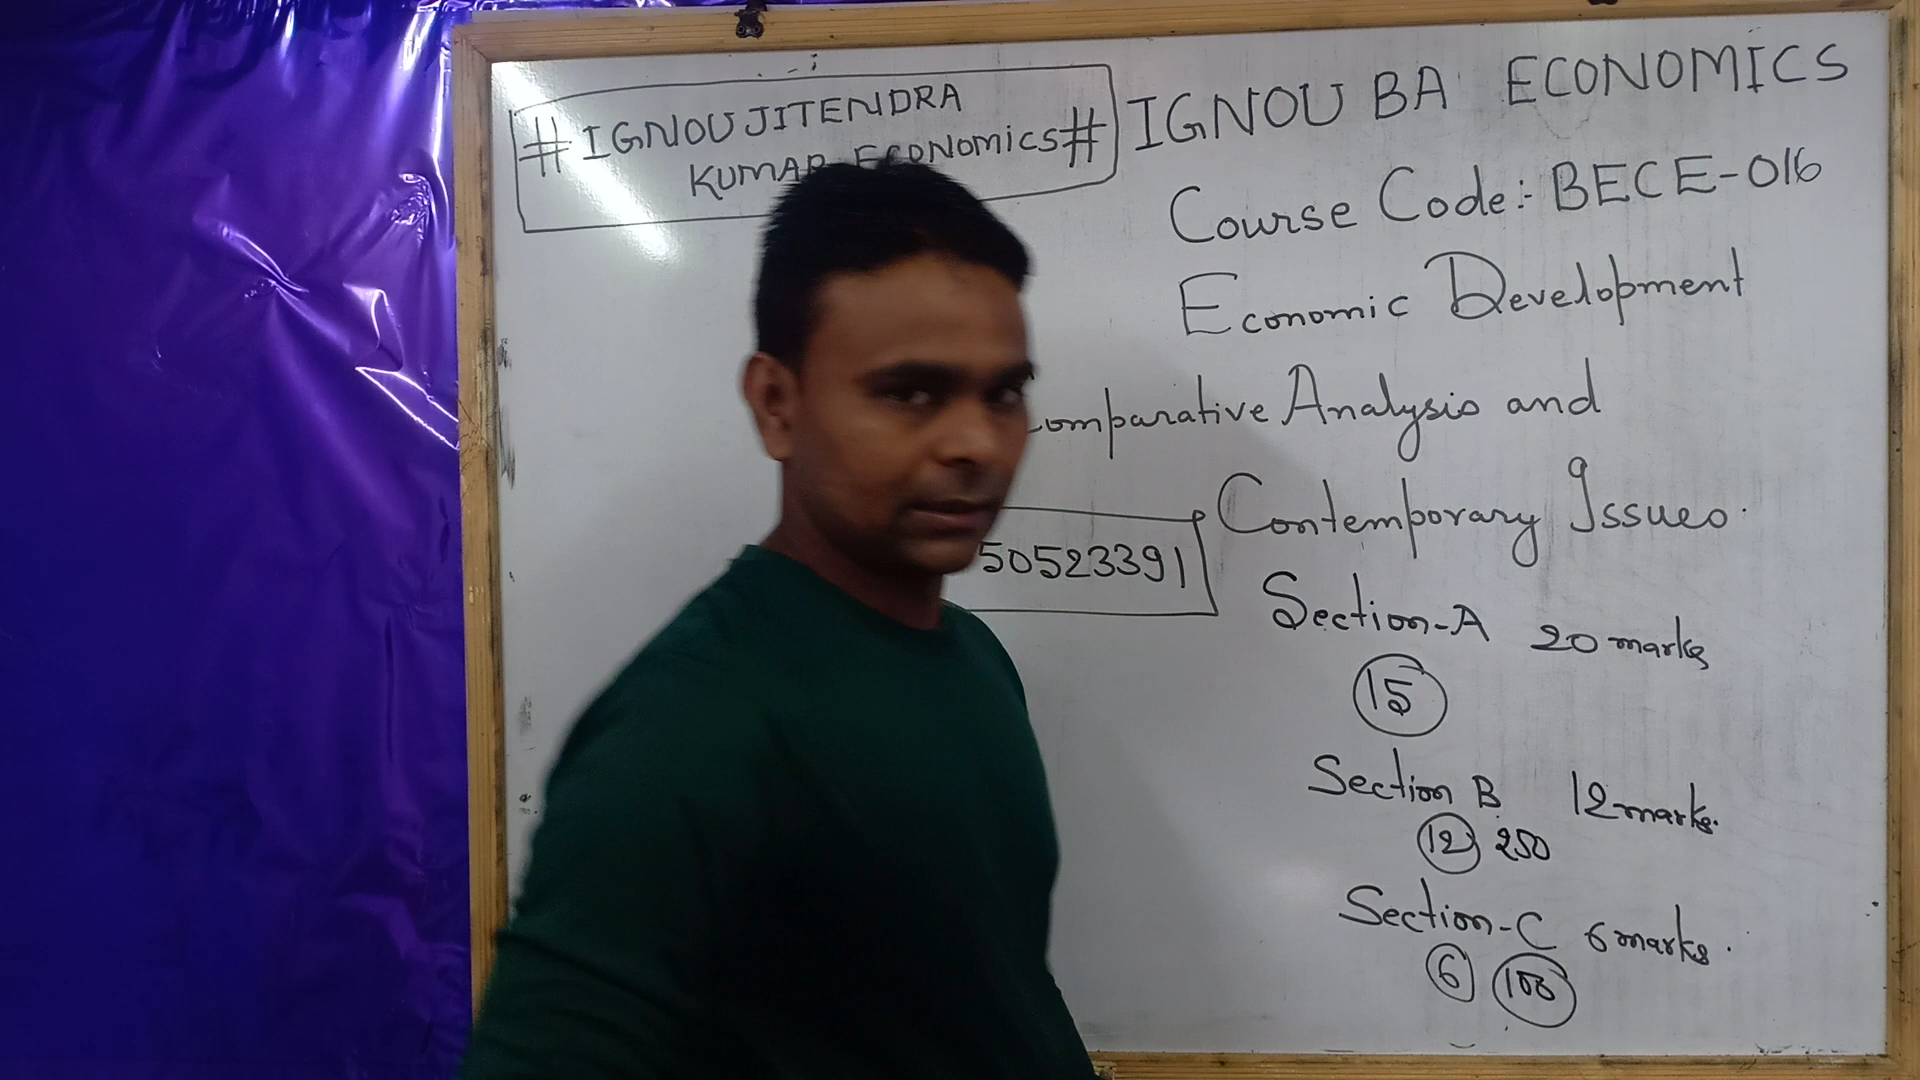 # IGNOU JITENDRA
KUMAR ECONOMICS #
IGNOU BA ECONOMICS
Course Code:- BECE-016
Economic Development
Comparative Analysis and
Contemporary Issues.
50523391
Section-A 20 marks
15
Section B 12 marks.
12 250
Section-C 6 marks.
6 100